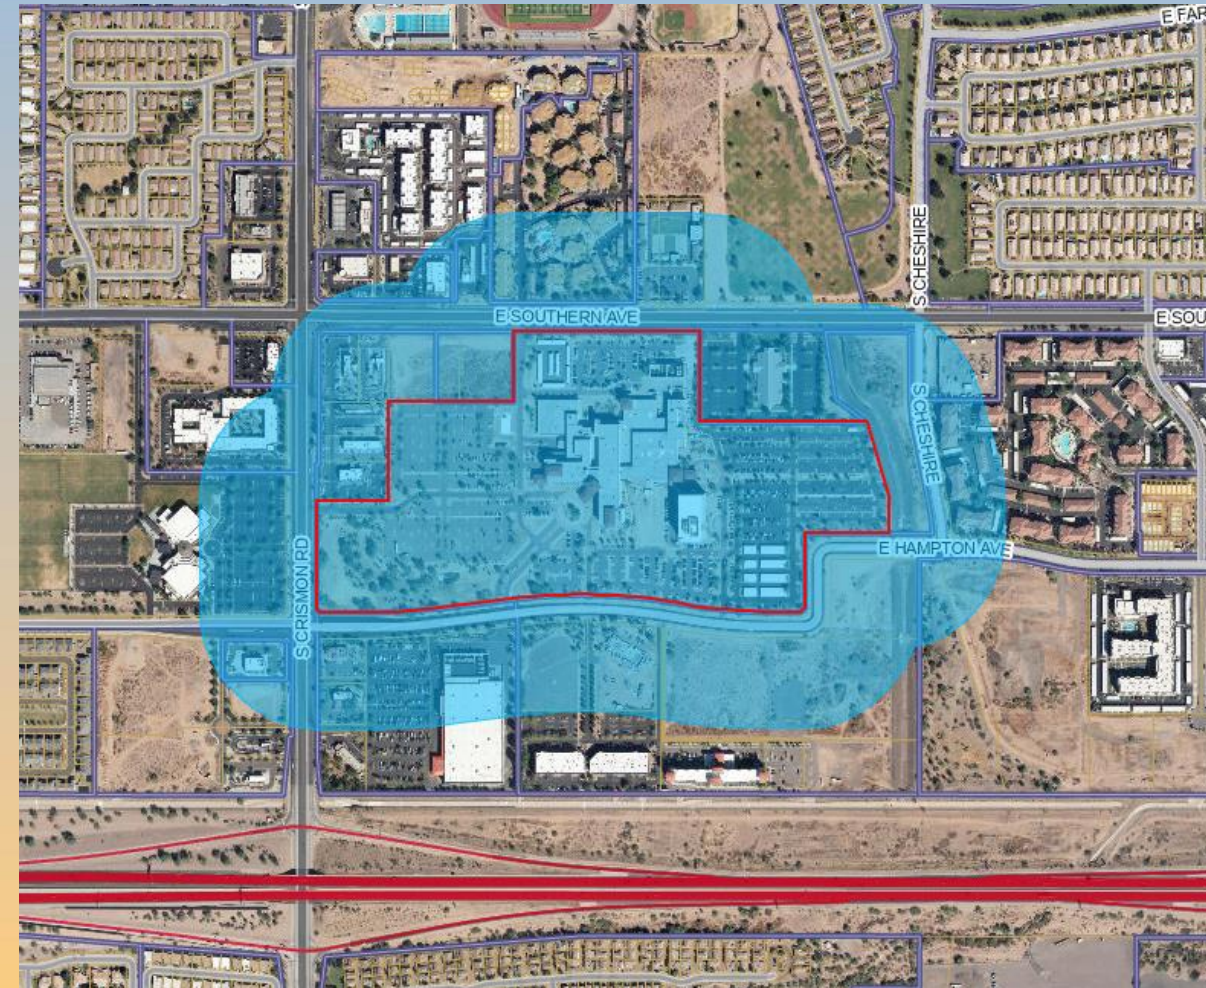 E FAR
S CHESHIRE
E SOUTHERN AVE
E SOU
S CHESHIRE
S CRISMON RD
E HAMPTON AVE